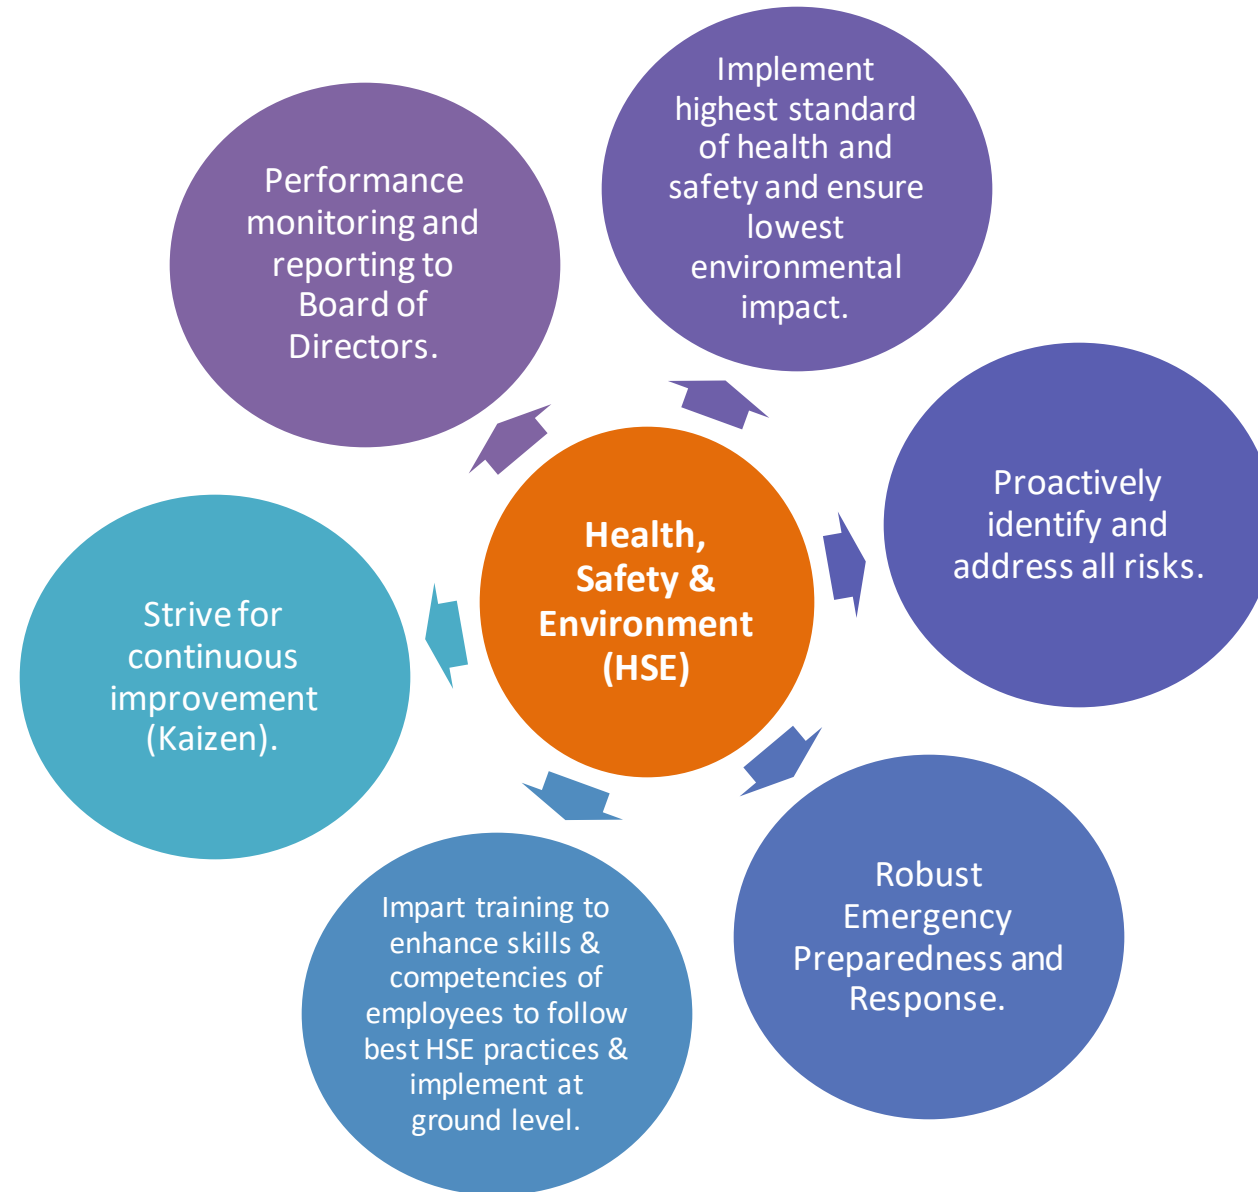 Implement
highest standard
of health and
safety and ensure
lowest
environmental
impact.
Performance
monitoring and
reporting to
Board of
Directors.
Proactively
identify and
address all risks.
Health,
Safety &
Environment
(HSE)
Strive for
continuous
improvement
(Kaizen).
Robust
Emergency
Preparedness and
Response.
Impart training to
enhance skills &
competencies of
employees to follow
best HSE practices &
implement at
ground level.